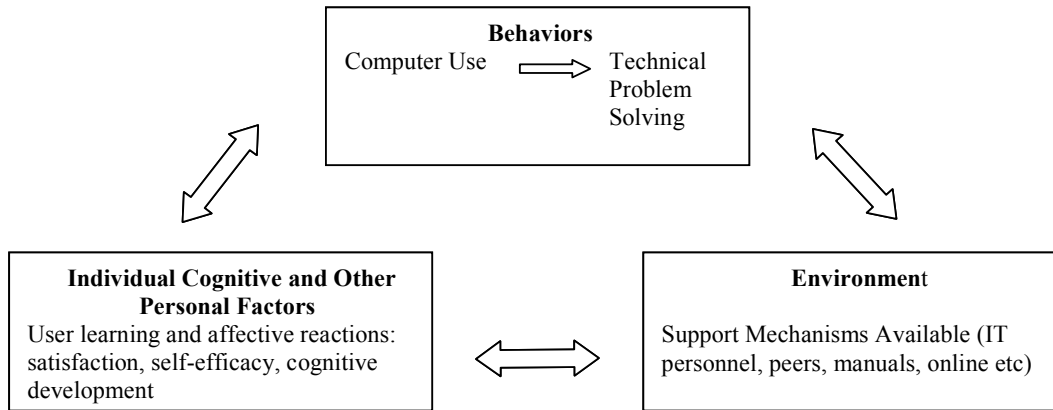 Behaviors
Computer Use
Technical
Problem
Solving
Individual Cognitive and Other
Personal Factors
User learning and affective reactions:
satisfaction, self-efficacy, cognitive
development
Environment
Support Mechanisms Available (IT
personnel, peers, manuals, online etc)